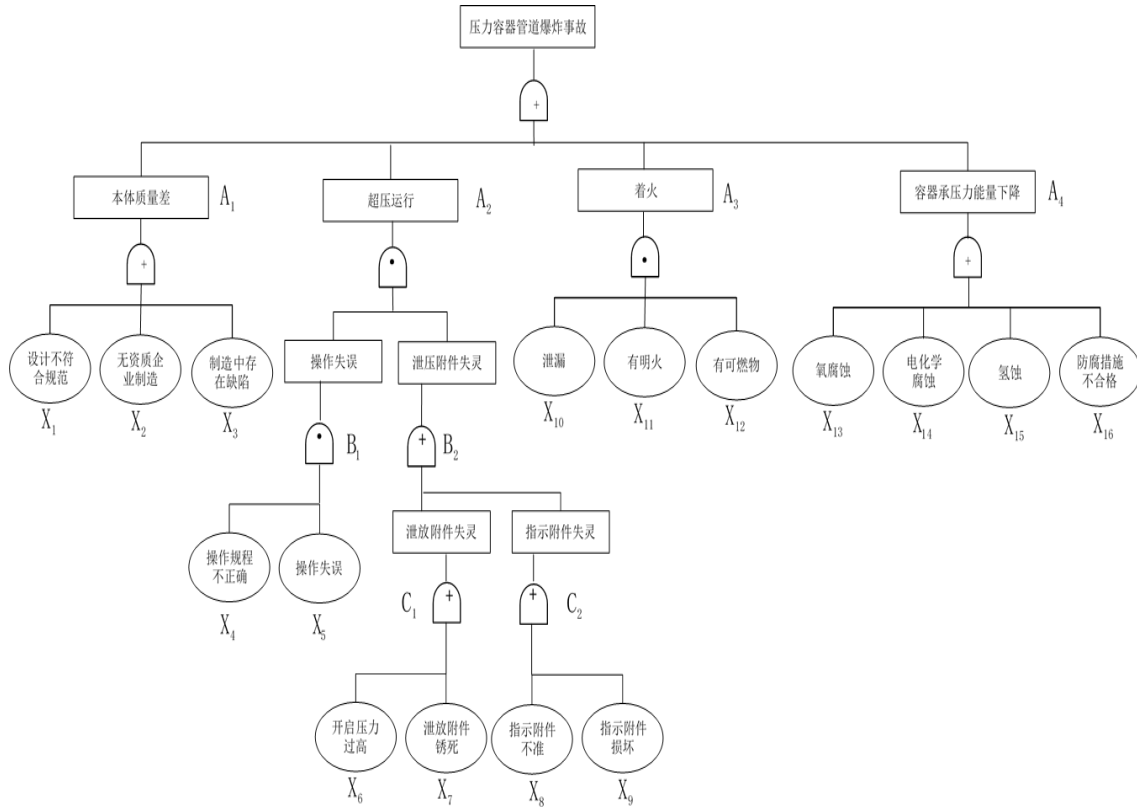 压力容器管道爆炸事故
+
本体质量差
A₁
超压运行
A₂
着火
A₃
容器承压力能量下降
A₄
+
•
•
+
设计不符
合规范
X₁
无资质企
业制造
X₂
制造中存
在缺陷
X₃
操作失误
泄压附件失灵
泄漏
X₁₀
有明火
X₁₁
有可燃物
X₁₂
氧腐蚀
X₁₃
电化学
腐蚀
X₁₄
氢蚀
X₁₅
防腐措施
不合格
X₁₆
•
B₁
+
B₂
泄放附件失灵
指示附件失灵
操作规程
不正确
X₄
操作失误
X₅
C₁
+
+
C₂
开启压力
过高
X₆
泄放附件
锈死
X₇
指示附件
不准
X₈
指示附件
损坏
X₉